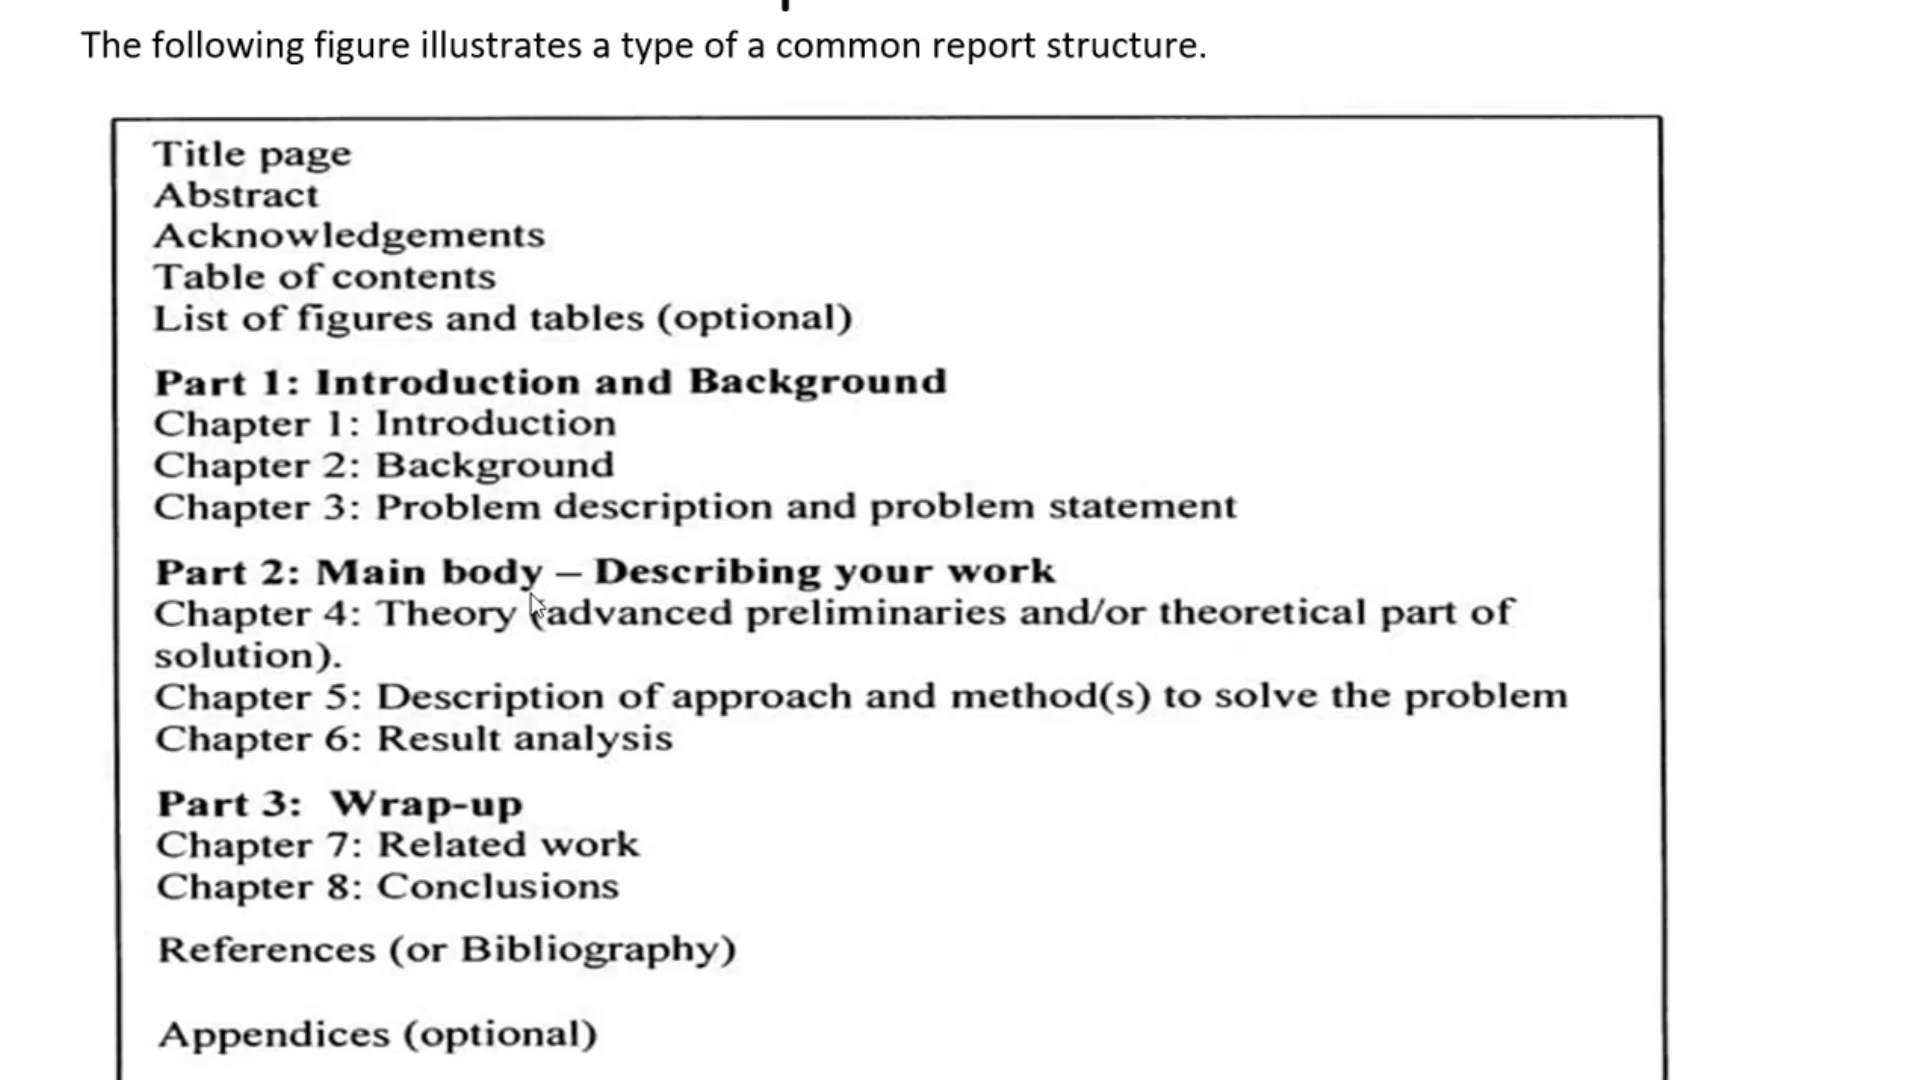 The following figure illustrates a type of a common report structure.
Title page
Abstract
Acknowledgements
Table of contents
List of figures and tables (optional)
Part 1: Introduction and Background
Chapter 1: Introduction
Chapter 2: Background
Chapter 3: Problem description and problem statement
Part 2: Main body – Describing your work
Chapter 4: Theory (advanced preliminaries and/or theoretical part of
solution).
Chapter 5: Description of approach and method(s) to solve the problem
Chapter 6: Result analysis
Part 3: Wrap-up
Chapter 7: Related work
Chapter 8: Conclusions
References (or Bibliography)
Appendices (optional)